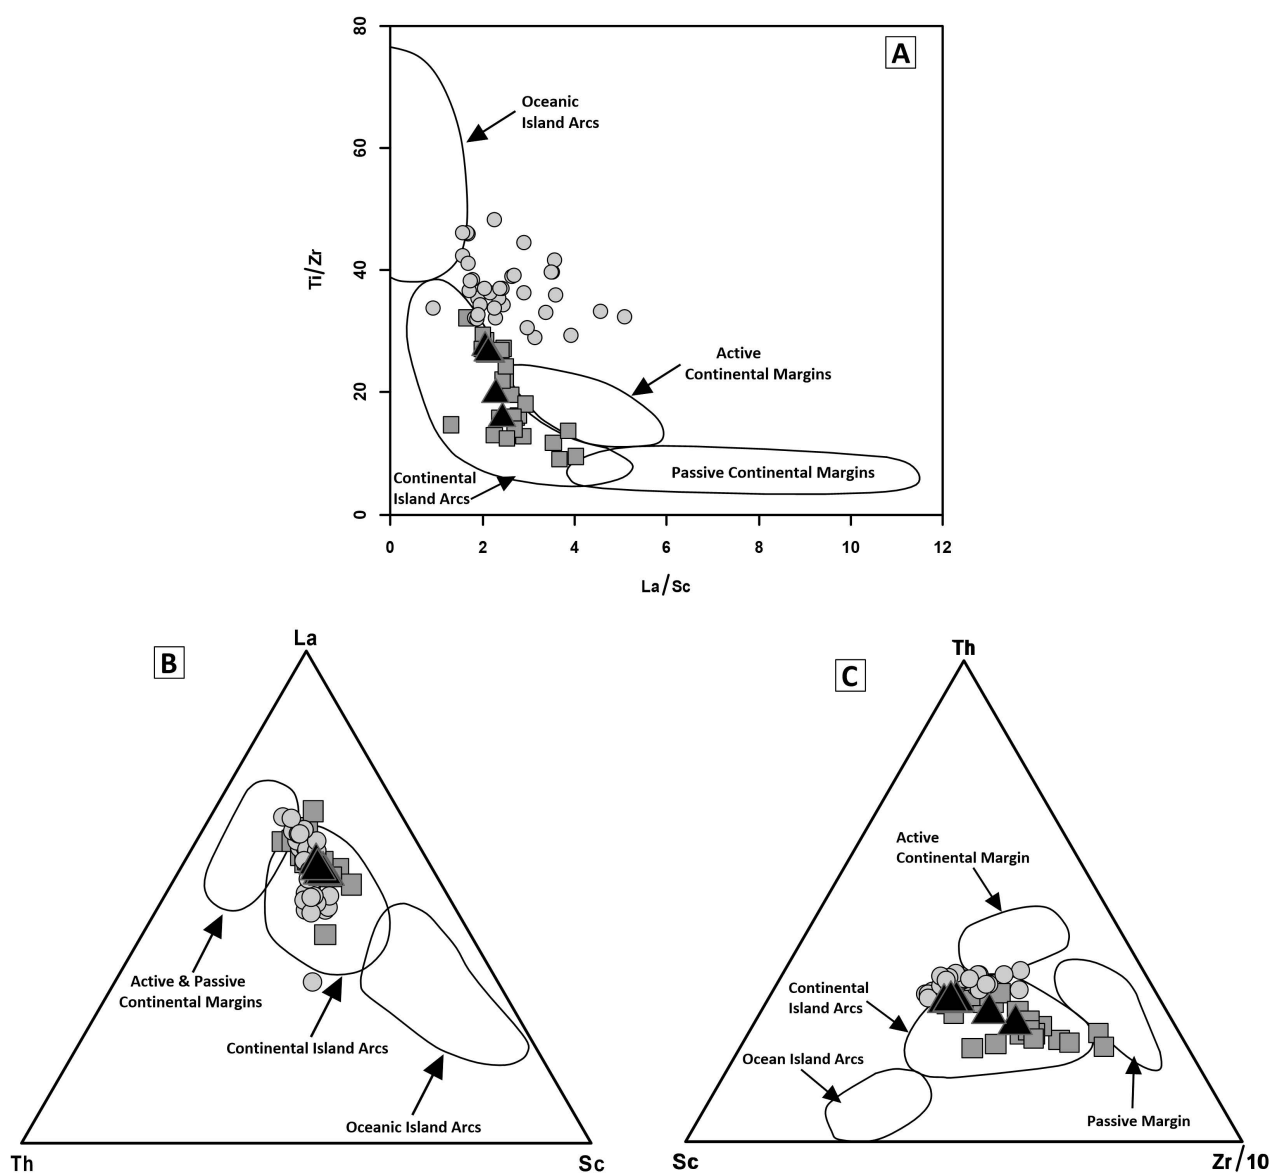 A
80
60
40
20
0
Ti/Zr
Oceanic
Island Arcs
Active
Continental Margins
Passive Continental Margins
Continental
Island Arcs
0 2 4 6 8 10 12
La/Sc
B
La
Active & Passive
Continental Margins
Continental Island Arcs
Oceanic Island Arcs
Th Sc
C
Th
Active
Continental Margin
Continental
Island Arcs
Ocean Island Arcs
Passive Margin
Sc Zr/10